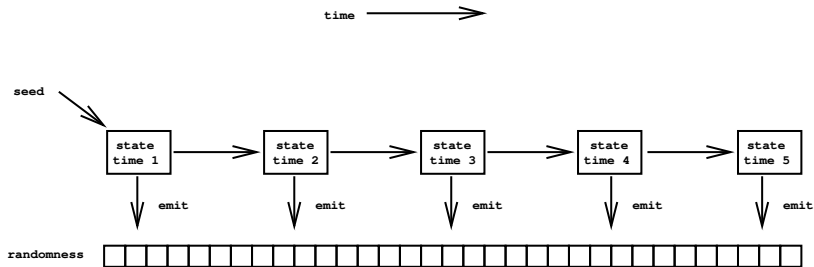 time
seed
state
time 1
state
time 2
state
time 3
state
time 4
state
time 5
emit
emit
emit
emit
emit
randomness